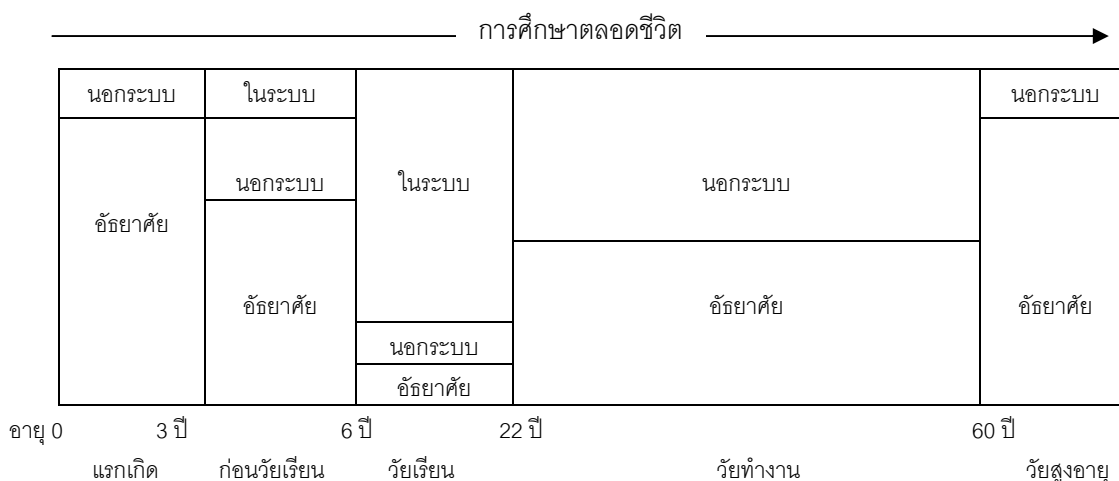 การศึกษาตลอดชีวิต
นอกระบบ ในระบบ นอกระบบ
นอกระบบ ในระบบ นอกระบบ
อัธยาศัย
อัธยาศัย อัธยาศัย อัธยาศัย
นอกระบบ
อัธยาศัย
อายุ 0 3 ปี 6 ปี 22 ปี 60 ปี
แรกเกิด ก่อนวัยเรียน วัยเรียน วัยทำงาน วัยสูงอายุ